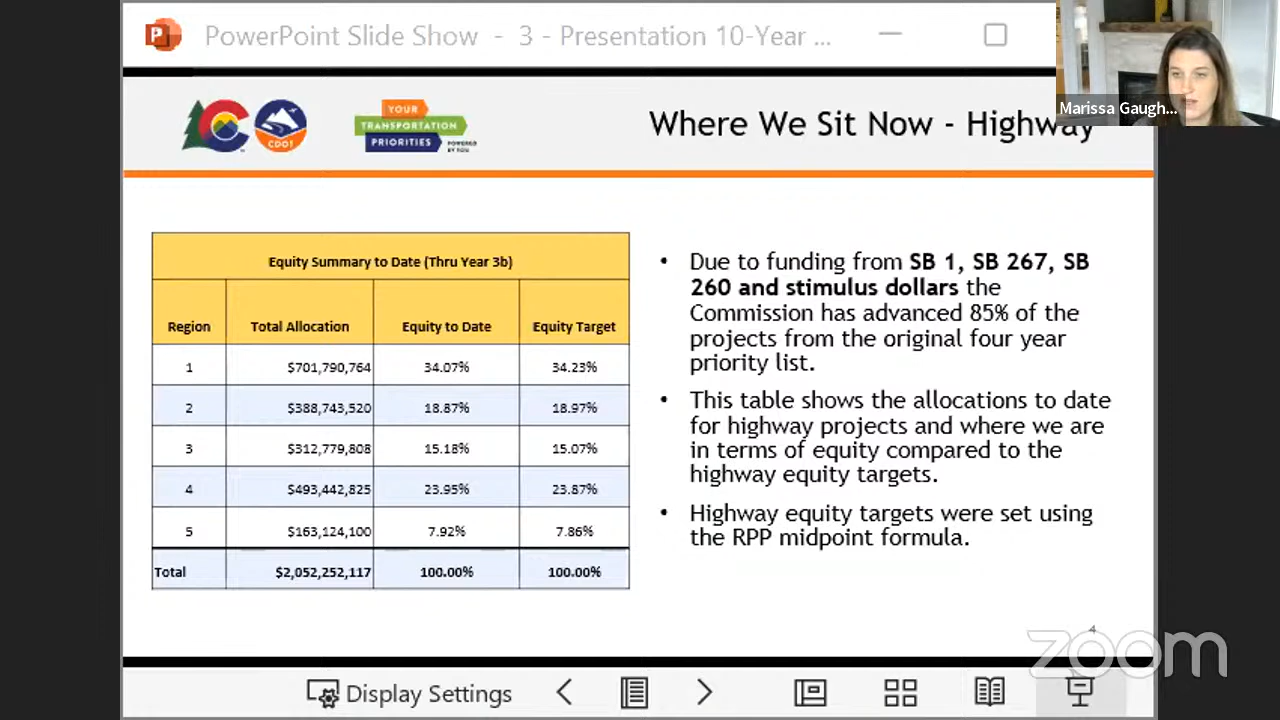 PowerPoint Slide Show - 3 - Presentation 10-Year ...
Marissa Gaugh...
CDOT
YOUR
TRANSPORTATION
PRIORITIES
POWERED
BY YOU
Where We Sit Now - Highway
Equity Summary to Date (Thru Year 3b)
Region Total Allocation Equity to Date Equity Target
1 $701,790,764 34.07% 34.23%
2 $388,743,520 18.87% 18.97%
3 $312,779,808 15.18% 15.07%
4 $493,442,825 23.95% 23.87%
5 $163,124,100 7.92% 7.86%
Total $2,052,252,117 100.00% 100.00%
• Due to funding from SB 1, SB 267, SB
260 and stimulus dollars the
Commission has advanced 85% of the
projects from the original four year
priority list.
• This table shows the allocations to date
for highway projects and where we are
in terms of equity compared to the
highway equity targets.
• Highway equity targets were set using
the RPP midpoint formula.
4
zoom
Display Settings